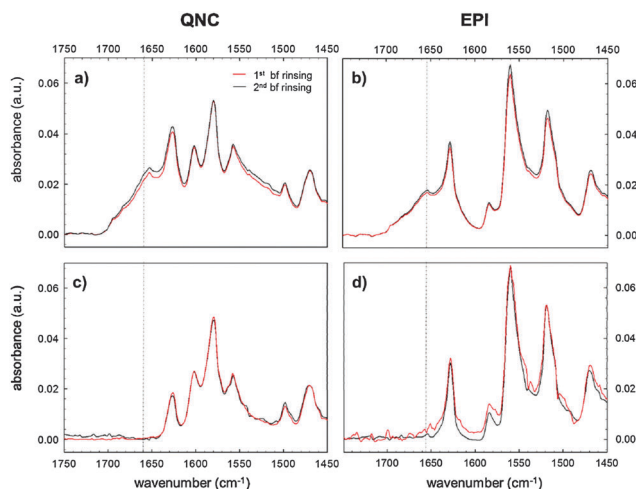 QNC
EPI
1750 1700 1650 1600 1550 1500 1450
1700 1650 1600 1550 1500 1450
a)
1st bf rinsing
2nd bf rinsing
b)
absorbance (a.u.)
0.06
0.04
0.02
0.00
absorbance (a.u.)
0.06
0.04
0.02
0.00
c)
d)
absorbance (a.u.)
0.06
0.04
0.02
0.00
absorbance (a.u.)
0.06
0.04
0.02
0.00
1750 1700 1650 1600 1550 1500 1450
1700 1650 1600 1550 1500 1450
wavenumber (cm-1)
wavenumber (cm-1)